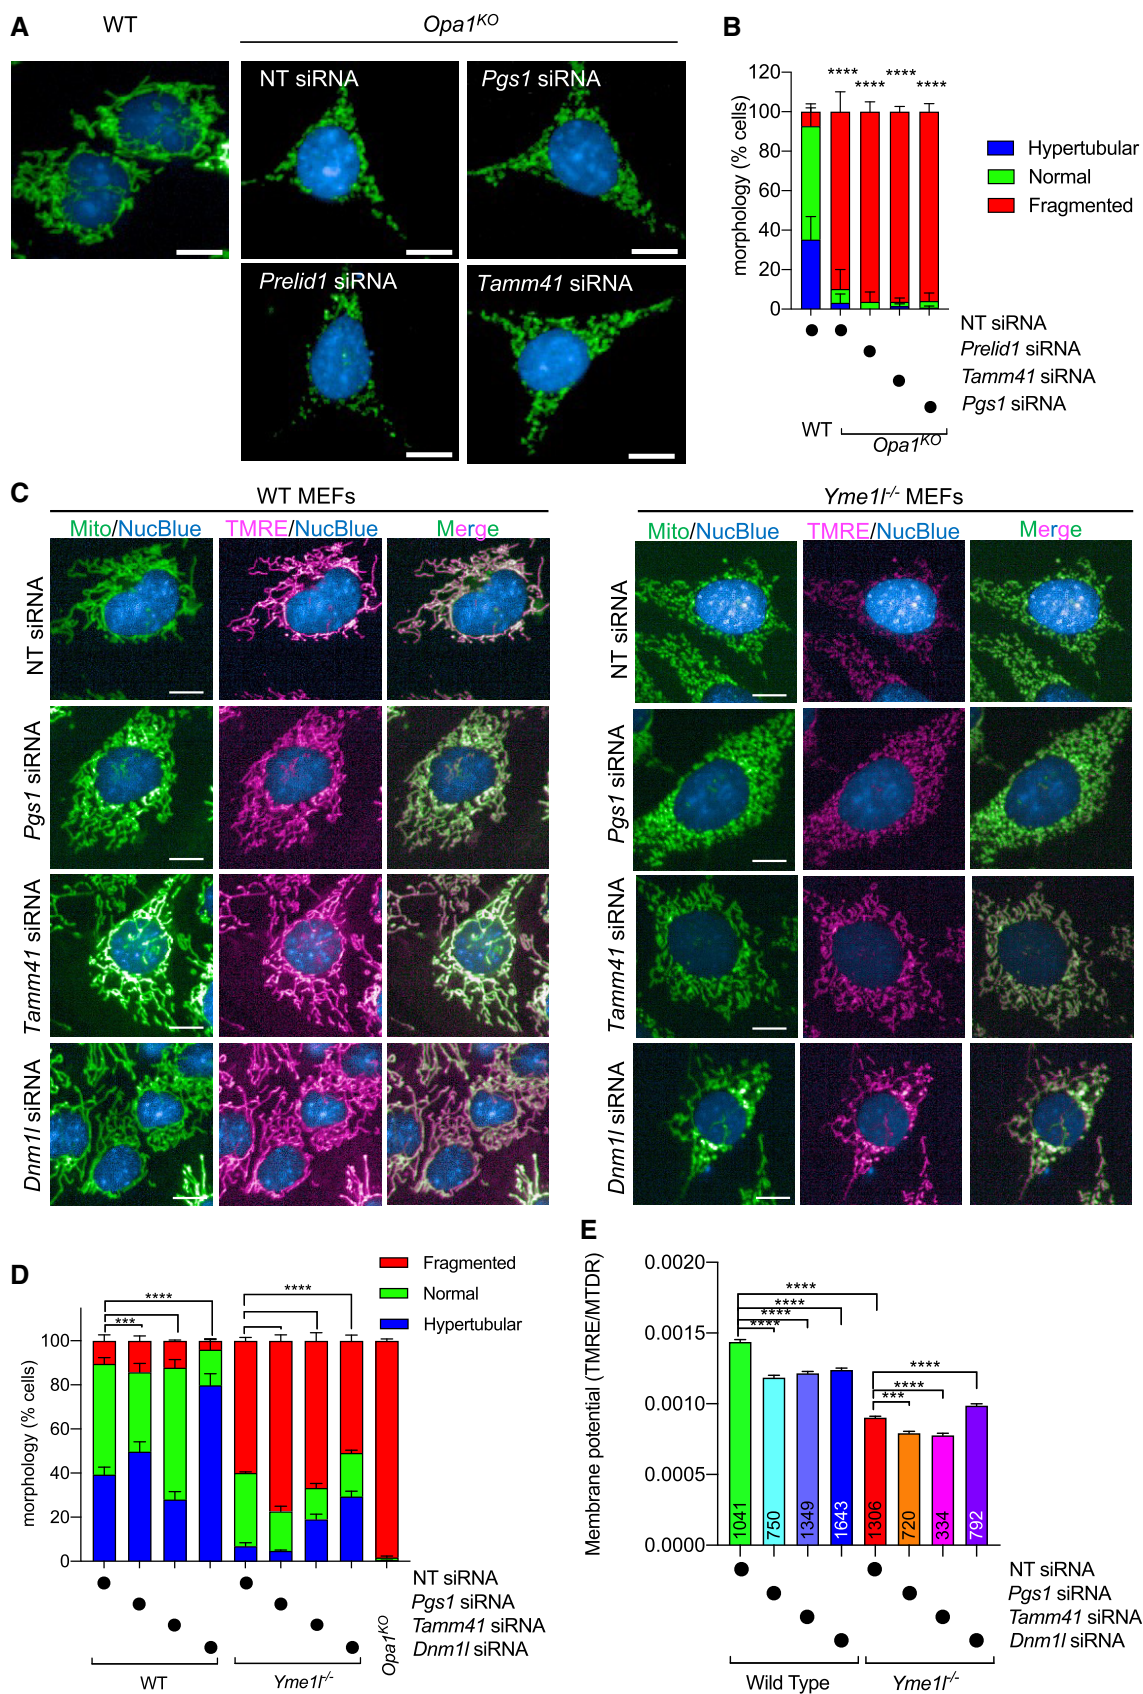 A
WT
Opa1KO
NT siRNA
Pgs1 siRNA
Prelid1 siRNA
Tamm41 siRNA
B
morphology (% cells)
120
100
80
60
40
20
0
****
****
****
****
Hypertubular
Normal
Fragmented
NT siRNA
Prelid1 siRNA
Tamm41 siRNA
Pgs1 siRNA
WT
Opa1KO
C
WT MEFs
Yme1l-/- MEFs
Mito/NucBlue
TMRE/NucBlue
Merge
Mito/NucBlue
TMRE/NucBlue
Merge
NT siRNA
Pgs1 siRNA
Tamm41 siRNA
Dnm1l siRNA
NT siRNA
Pgs1 siRNA
Tamm41 siRNA
Dnm1l siRNA
D
Fragmented
Normal
Hypertubular
morphology (% cells)
100
80
60
40
20
0
****
***
****
NT siRNA
Pgs1 siRNA
Tamm41 siRNA
Dnm1l siRNA
WT
Yme1l-/-
Opa1KO
E
Membrane potential (TMRE/MTDR)
0.0020
0.0015
0.0010
0.0005
0.0000
****
****
****
****
****
****
***
1041
750
1349
1643
1306
720
334
792
NT siRNA
Pgs1 siRNA
Tamm41 siRNA
Dnm1l siRNA
Wild Type
Yme1l-/-